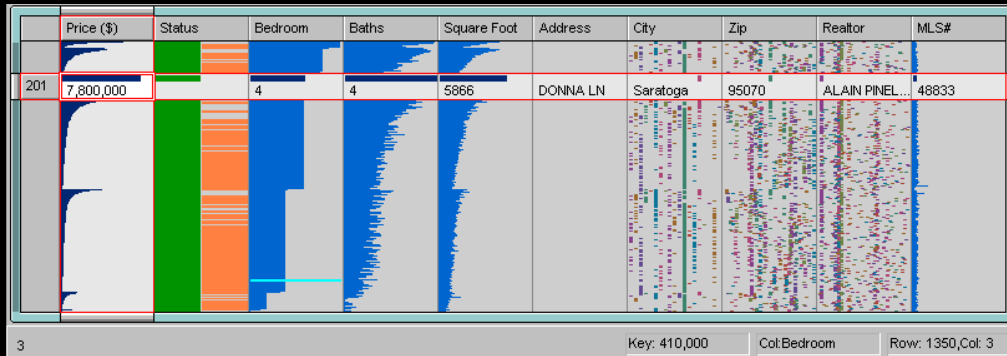 Price ($) Status Bedroom Baths Square Foot Address City Zip Realtor MLS#
201 7,800,000 4 4 5866 DONNA LN Saratoga 95070 ALAIN PINEL... 48833
3 Key: 410,000 Col:Bedroom Row: 1350,Col: 3